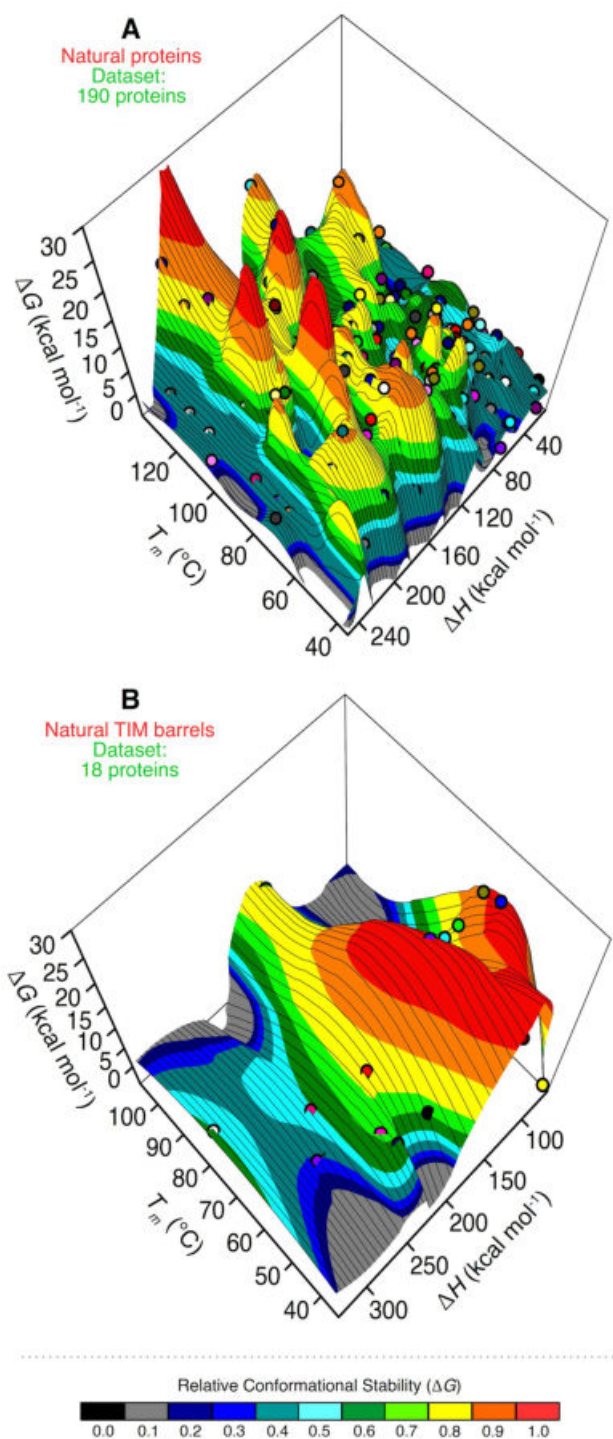 A
Natural proteins
Dataset:
190 proteins
30
25
20
15
10
5
0
ΔG (kcal mol⁻¹)
120
100
80
60
40
Tm (°C)
40
80
120
160
200
240
ΔH (kcal mol⁻¹)
B
Natural TIM barrels
Dataset:
18 proteins
30
25
20
15
10
5
0
ΔG (kcal mol⁻¹)
100
90
80
70
60
50
40
Tm (°C)
100
150
200
250
300
ΔH (kcal mol⁻¹)
Relative Conformational Stability (ΔG)
0.0 0.1 0.2 0.3 0.4 0.5 0.6 0.7 0.8 0.9 1.0